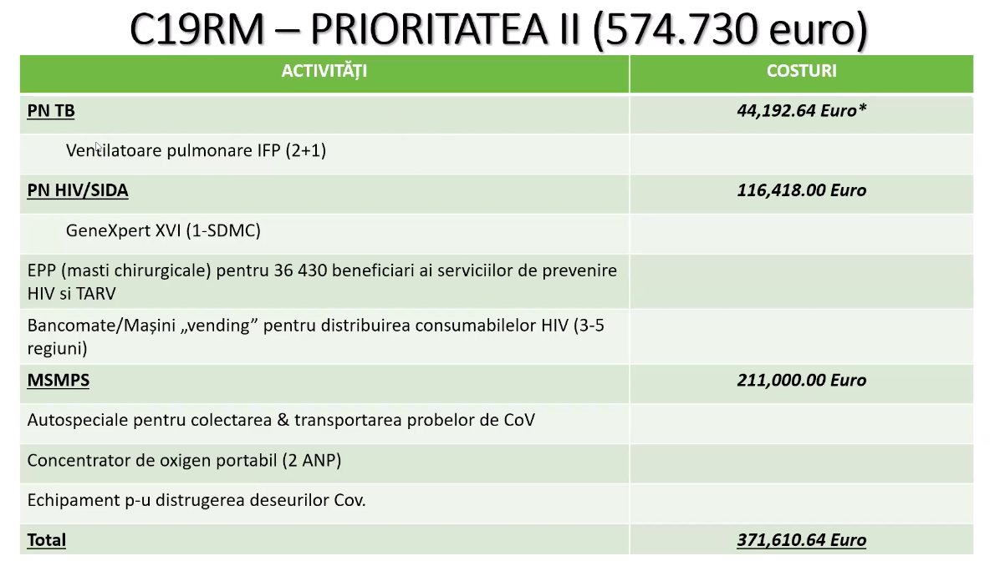 C19RM – PRIORITATEA II (574.730 euro)
ACTIVITĂȚI COSTURI
PN TB 44,192.64 Euro*
Ventilatoare pulmonare IFP (2+1)
PN HIV/SIDA 116,418.00 Euro
GeneXpert XVI (1-SDMC)
EPP (masti chirurgicale) pentru 36 430 beneficiari ai serviciilor de prevenire
HIV si TARV
Bancomate/Mașini „vending” pentru distribuirea consumabilelor HIV (3-5
regiuni)
MSMPS 211,000.00 Euro
Autospeciale pentru colectarea & transportarea probelor de CoV
Concentrator de oxigen portabil (2 ANP)
Echipament p-u distrugerea deseurilor Cov.
Total 371,610.64 Euro